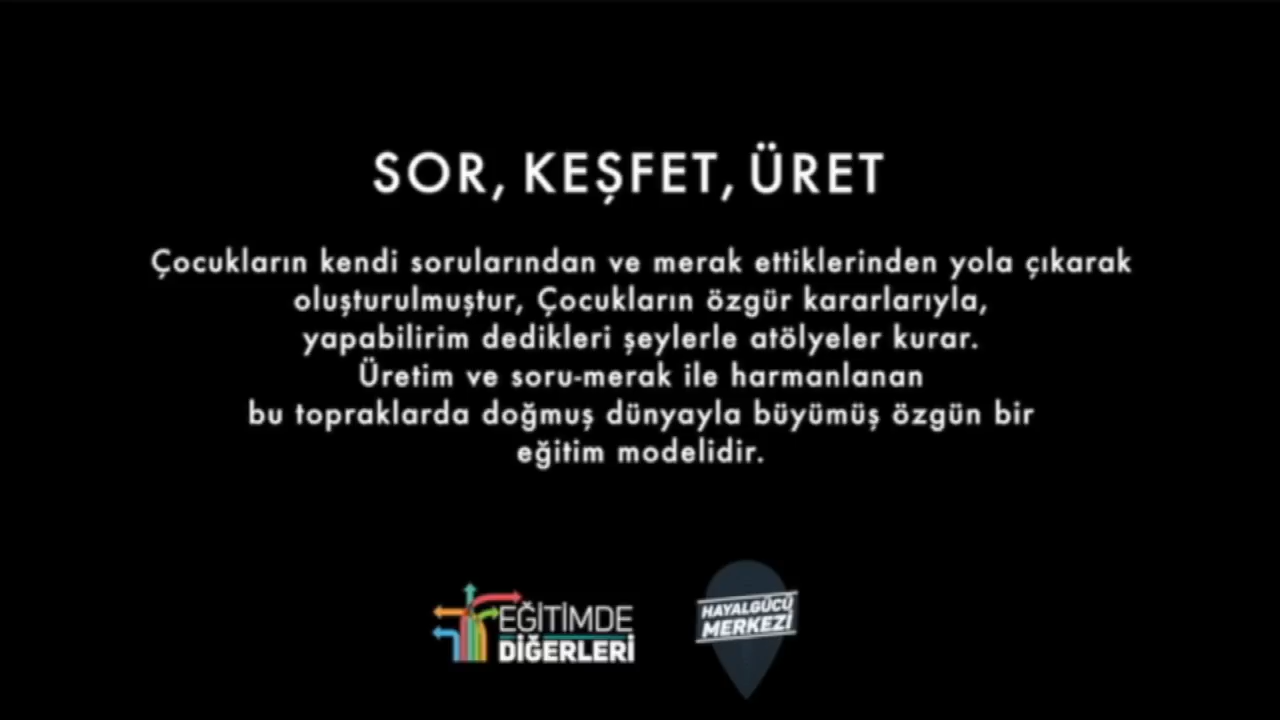 SOR, KEŞFET, ÜRET
Çocukların kendi sorularından ve merak ettiklerinden yola çıkarak
oluşturulmuştur, Çocukların özgür kararlarıyla,
yapabilirim dedikleri şeylerle atölyeler kurar.
Üretim ve soru-merak ile harmanlanan
bu topraklarda doğmuş dünyayla büyümüş özgün bir
eğitim modelidir.
EĞİTİMDE
DİĞERLERİ
HAYALGÜCÜ
MERKEZİ